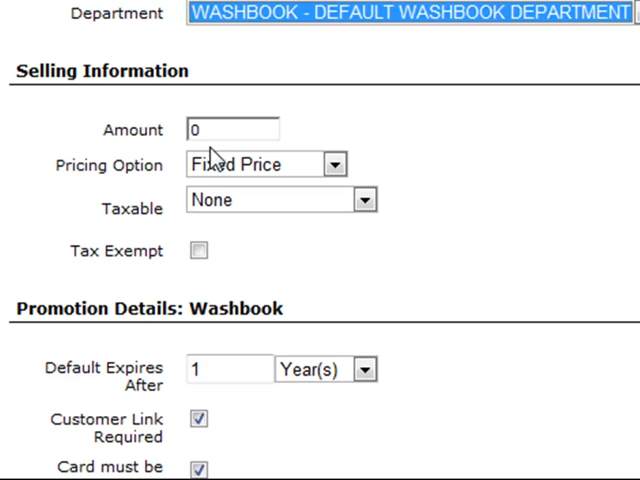 Department WASHBOOK - DEFAULT WASHBOOK DEPARTMENT
Selling Information
Amount 0
Pricing Option Fixed Price
Taxable None
Tax Exempt
Promotion Details: Washbook
Default Expires After 1 Year(s)
Customer Link Required
Card must be